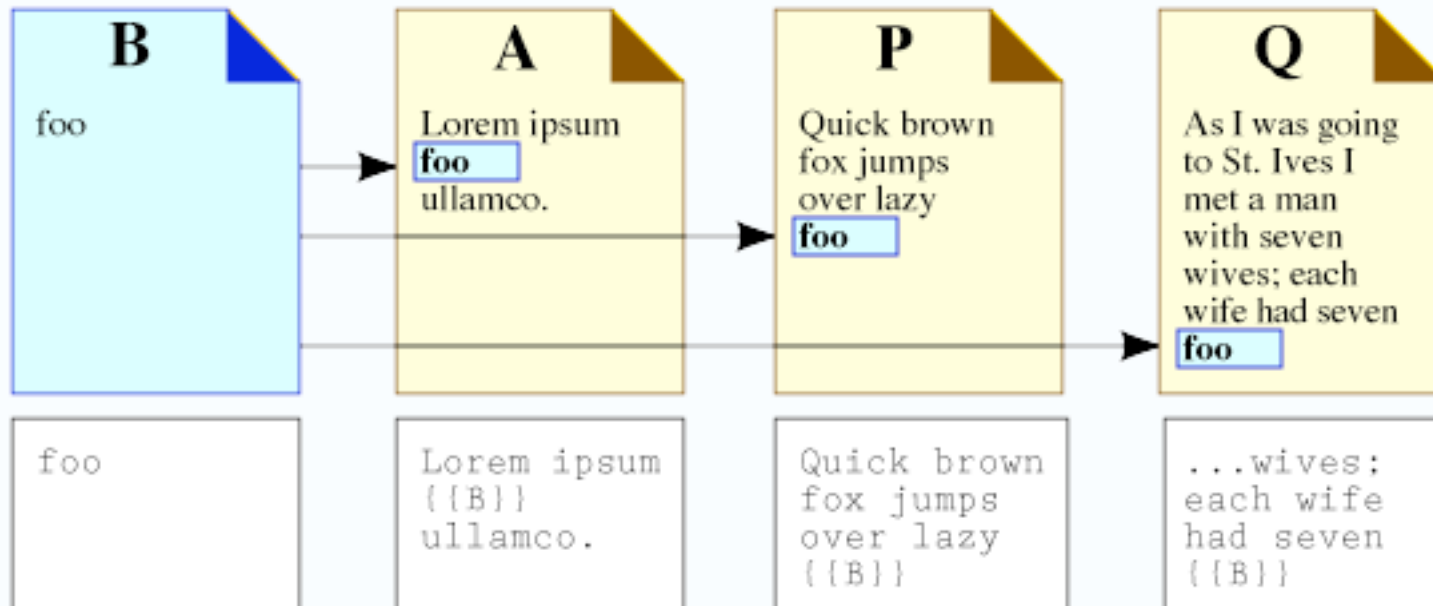 B
foo
A
Lorem ipsum
foo
ullamco.
P
Quick brown
fox jumps
over lazy
foo
Q
As I was going
to St. Ives I
met a man
with seven
wives; each
wife had seven
foo
foo
Lorem ipsum
{{B}}
ullamco.
Quick brown
fox jumps
over lazy
{{B}}
...wives;
each wife
had seven
{{B}}